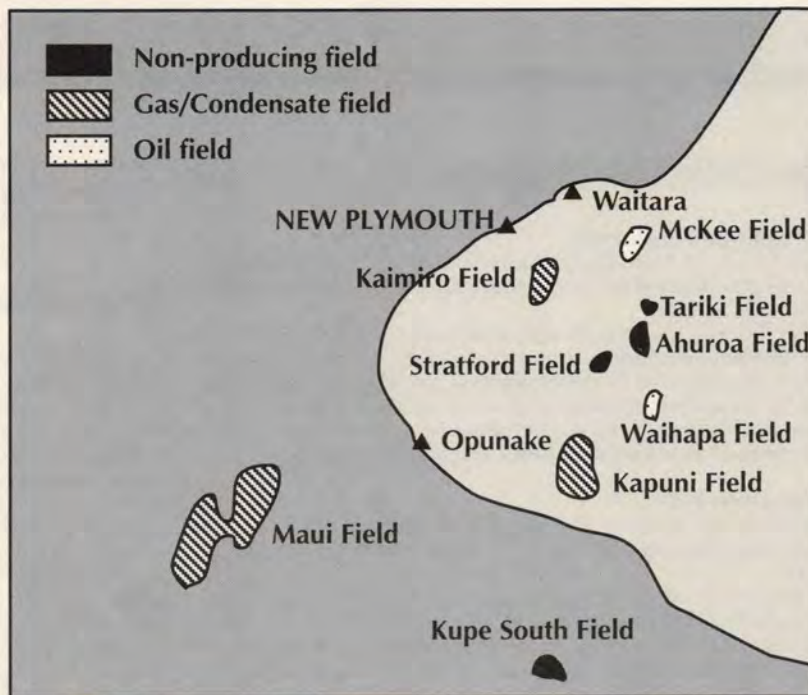 Non-producing field
Gas/Condensate field
Oil field
Waitara
NEW PLYMOUTH
McKee Field
Kaimiro Field
Tariki Field
Ahuroa Field
Stratford Field
Waihapa Field
Opunake
Kapuni Field
Maui Field
Kupe South Field